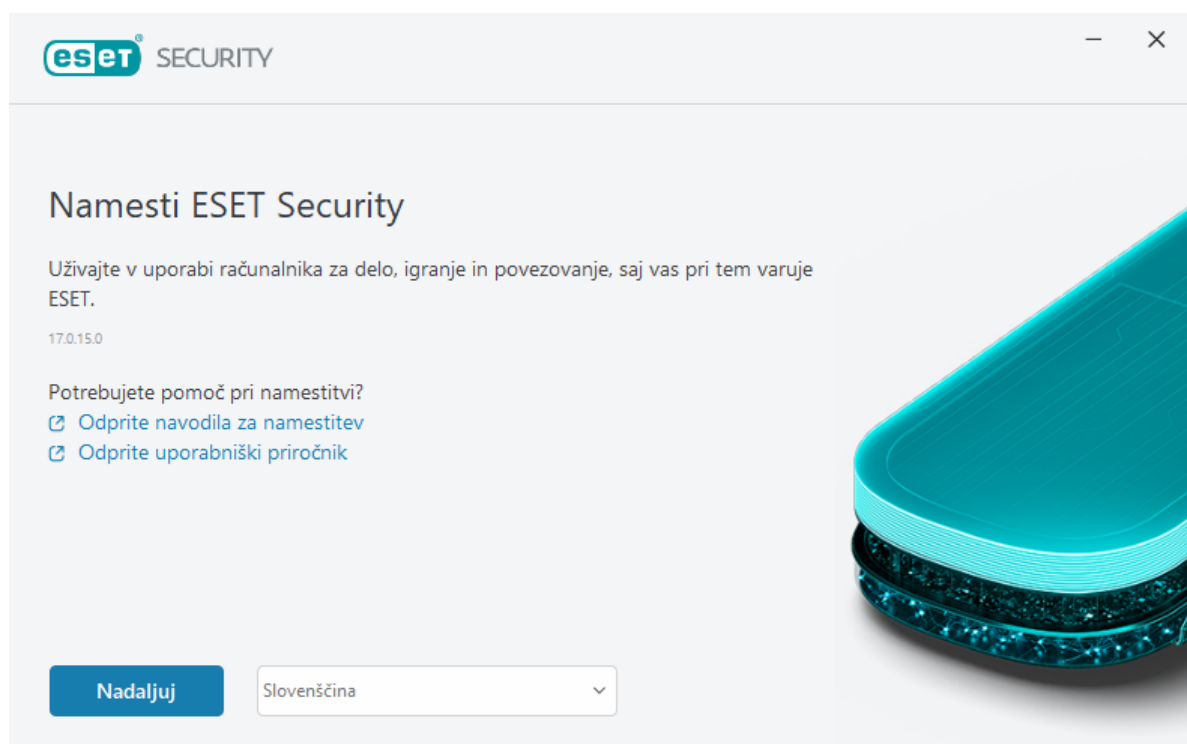 eset® SECURITY
Namesti ESET Security
Uživajte v uporabi računalnika za delo, igranje in povezovanje, saj vas pri tem varuje
ESET.
17.0.15.0
Potrebujete pomoč pri namestitvi?
Odprite navodila za namestitev
Odprite uporabniški priročnik
Nadaljuj
Slovenščina